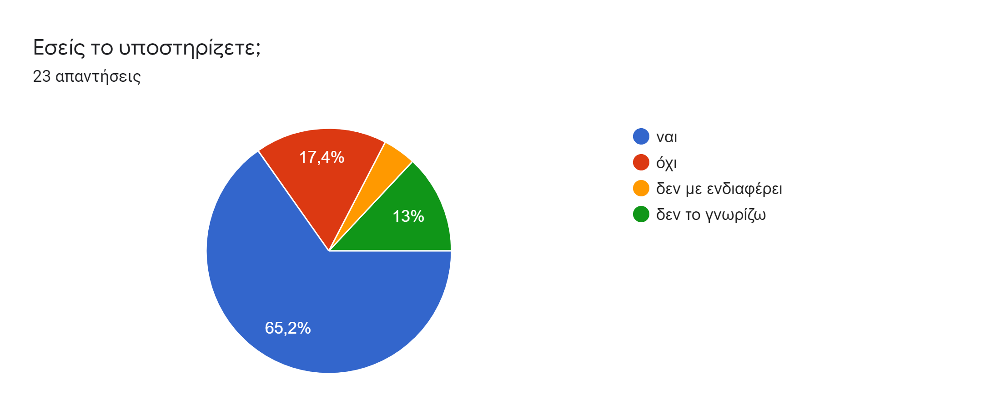 Εσείς το υποστηρίζετε;
23 απαντήσεις
17,4%
13%
65,2%
ναι
όχι
δεν με ενδιαφέρει
δεν το γνωρίζω